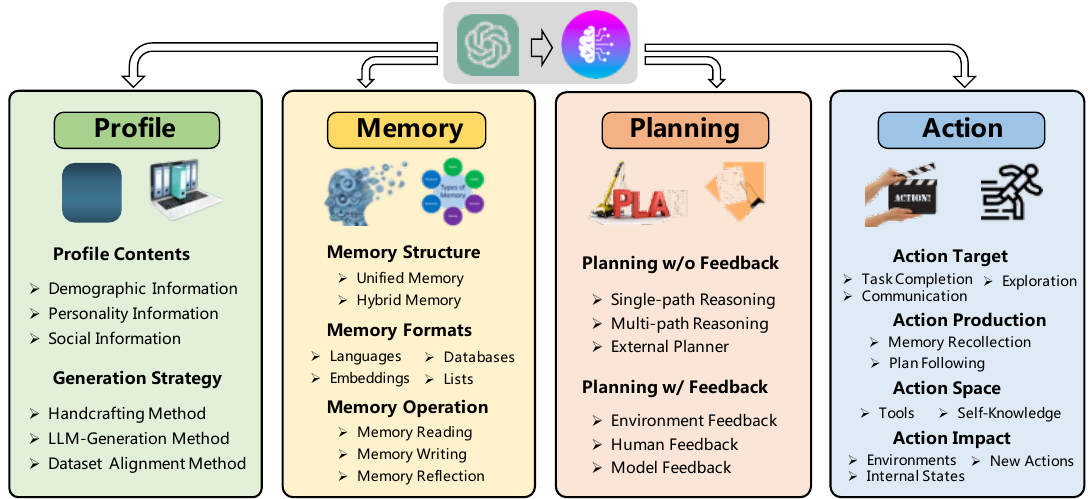 Profile
Profile Contents
Demographic Information
Personality Information
Social Information
Generation Strategy
Handcrafting Method
LLM-Generation Method
Dataset Alignment Method
Memory
Types of
Memory
Memory Structure
Unified Memory
Hybrid Memory
Memory Formats
Languages Databases
Embeddings Lists
Memory Operation
Memory Reading
Memory Writing
Memory Reflection
Planning
PLAN
Planning w/o Feedback
Single-path Reasoning
Multi-path Reasoning
External Planner
Planning w/ Feedback
Environment Feedback
Human Feedback
Model Feedback
Action
ACTION!
Action Target
Task Completion Exploration
Communication
Action Production
Memory Recollection
Plan Following
Action Space
Tools Self-Knowledge
Action Impact
Environments New Actions
Internal States